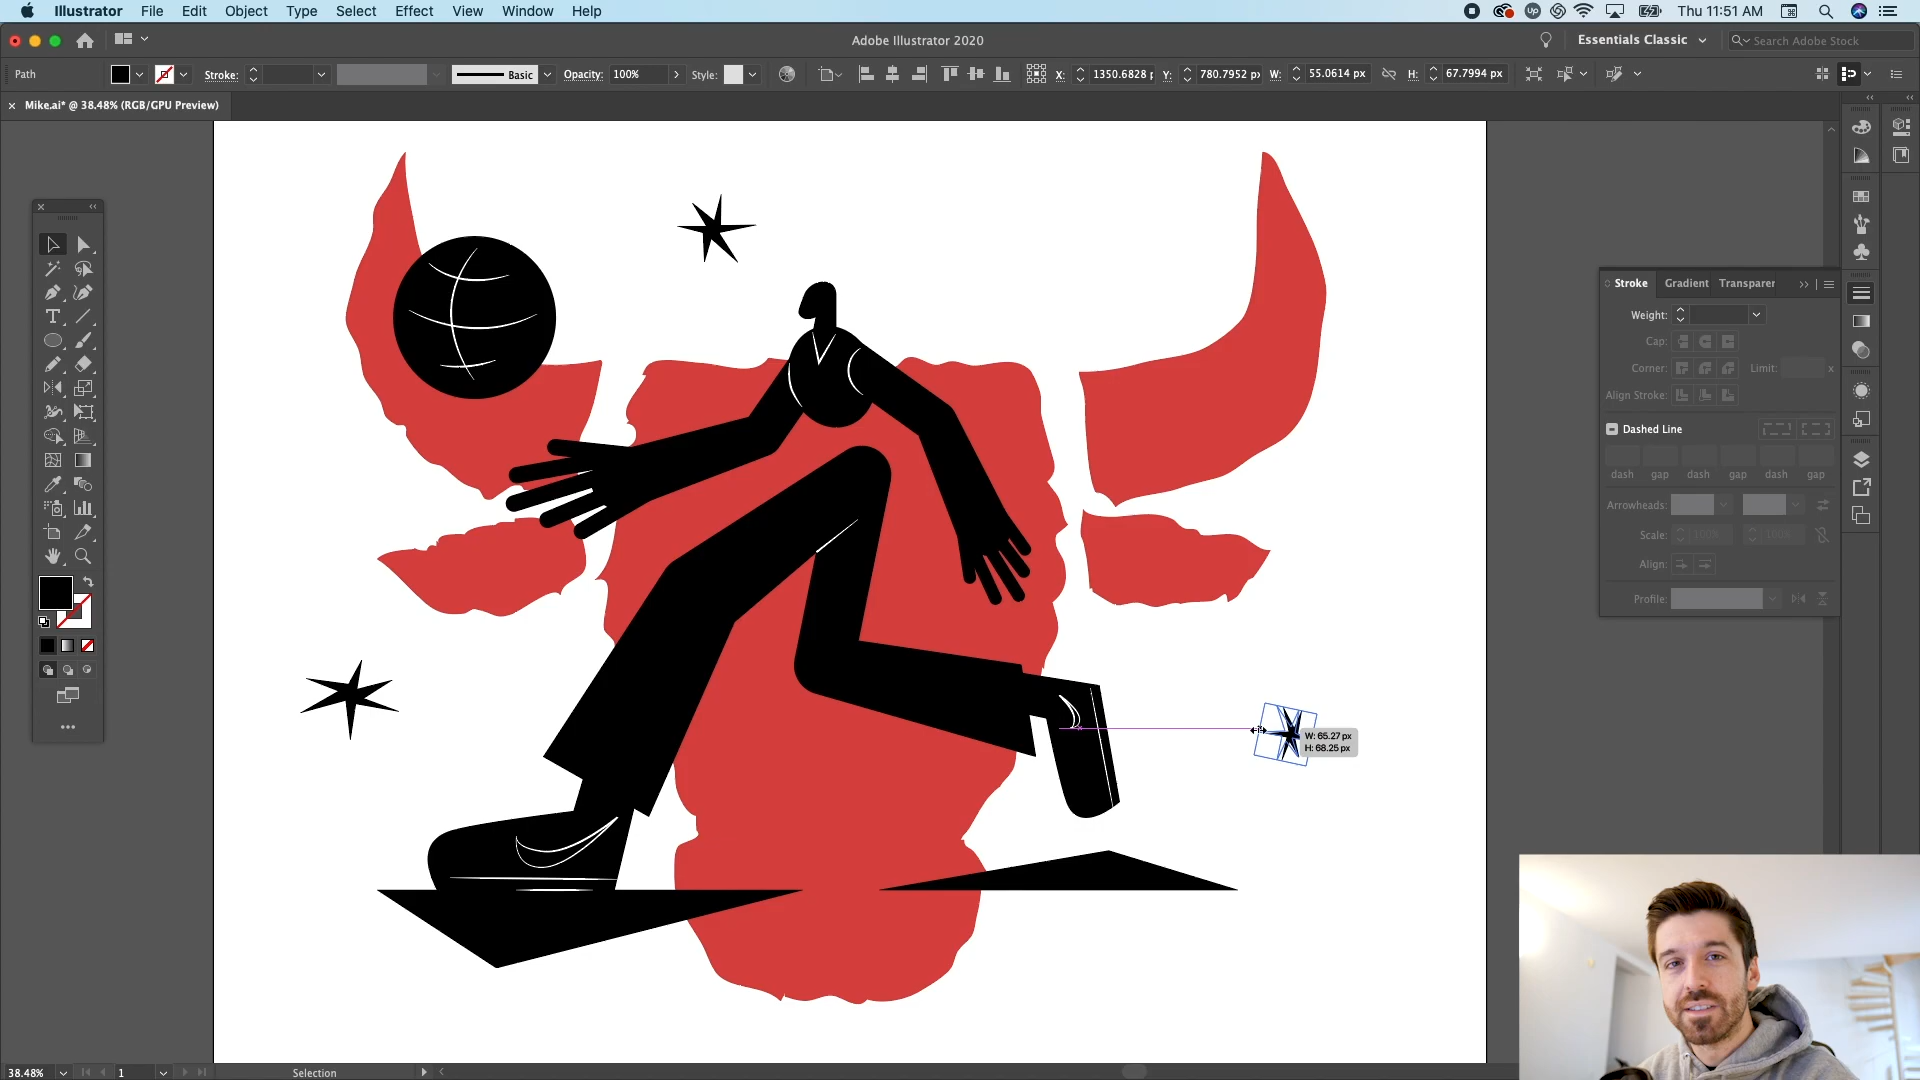 Illustrator File Edit Object Type Select Effect View Window Help
Thu 11:51 AM
Adobe Illustrator 2020
Essentials Classic
Search Adobe Stock
Path
Stroke:
Basic
Opacity: 100%
Style:
X: 1350.6828 p
Y: 780.7952 px
W: 55.0614 px
H: 67.7994 px
× Mike.ai* @ 38.48% (RGB/GPU Preview)
Stroke Gradient Transparer
Weight:
Cap:
Corner:
Limit:
x
Align Stroke:
Dashed Line
dash gap dash gap dash gap
Arrowheads:
Scale: 100% 100%
Align:
Profile:
W: 65.27 px
H: 68.25 px
38.48%
1
Selection